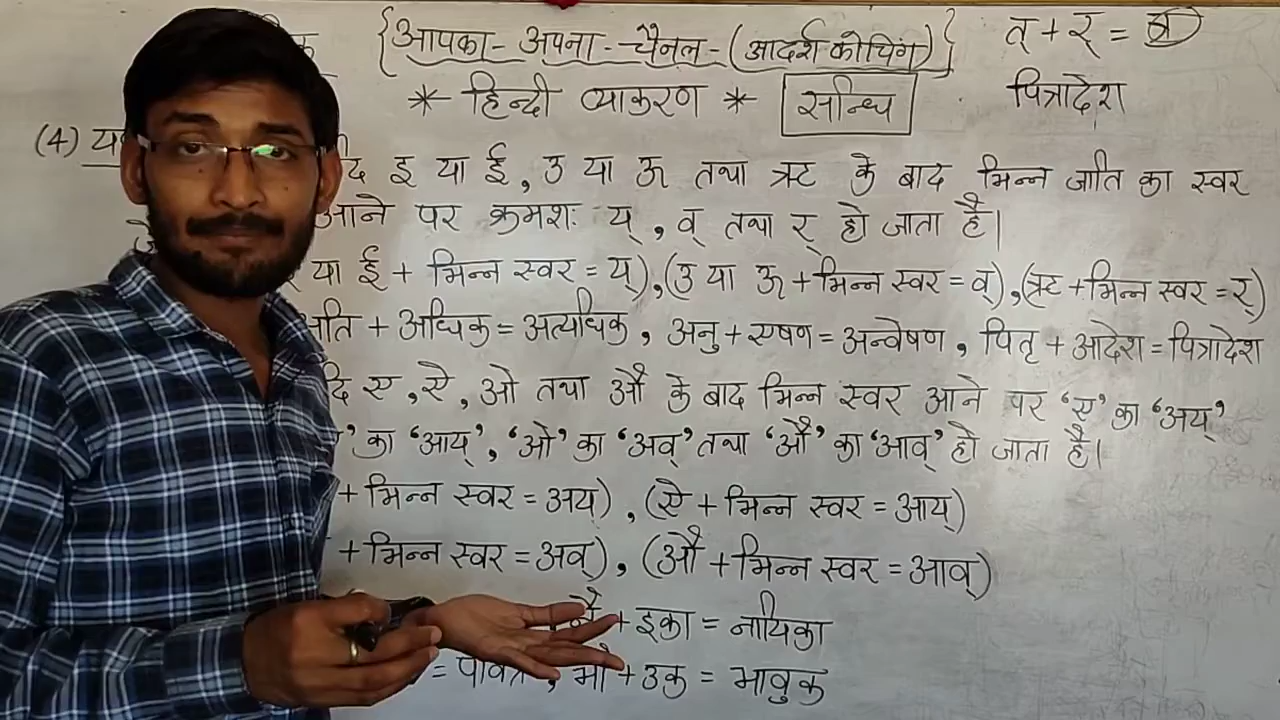 {आपका-अपना-चैनल-(आदर्श कोचिंग)} त् + र् = त्र
* हिन्दी व्याकरण * सन्धि पित्रादेश
(4) इ या ई, उ या ऊ तथा ऋ के बाद भिन्न जाति का स्वर
आने पर क्रमशः य्, व् तथा र् हो जाता है।
या ई + भिन्न स्वर = य्), (उ या ऊ + भिन्न स्वर = व्), (ऋ + भिन्न स्वर = र्)
अति + अधिक = अत्यधिक, अनु + एषण = अन्वेषण, पितृ + आदेश = पित्रादेश
ए, ऐ, ओ तथा औ के बाद भिन्न स्वर आने पर 'ए' का 'अय्'
का 'आय्', 'ओ' का 'अव्' तथा 'औ' का 'आव्' हो जाता है।
+ भिन्न स्वर = अय्), (ऐ + भिन्न स्वर = आय्)
+ भिन्न स्वर = अव्), (औ + भिन्न स्वर = आव्)
नै + इका = नायिका
= पवित्र, भौ + उक = भावुक